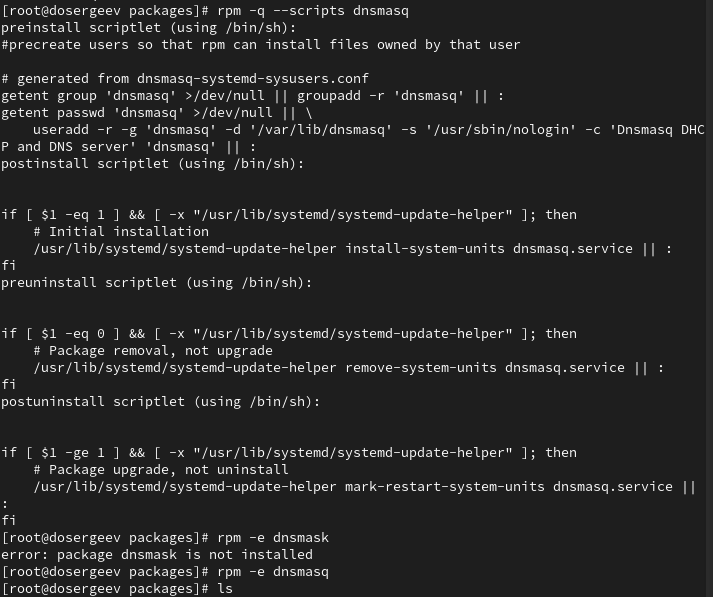 [root@dosergeev packages]# rpm -q --scripts dnsmasq
preinstall scriptlet (using /bin/sh):
#precreate users so that rpm can install files owned by that user

# generated from dnsmasq-systemd-sysusers.conf
getent group 'dnsmasq' >/dev/null || groupadd -r 'dnsmasq' || :
getent passwd 'dnsmasq' >/dev/null || \
    useradd -r -g 'dnsmasq' -d '/var/lib/dnsmasq' -s '/usr/sbin/nologin' -c 'Dnsmasq DHC
P and DNS server' 'dnsmasq' || :
postinstall scriptlet (using /bin/sh):


if [ $1 -eq 1 ] && [ -x "/usr/lib/systemd/systemd-update-helper" ]; then
    # Initial installation
    /usr/lib/systemd/systemd-update-helper install-system-units dnsmasq.service || :
fi
preuninstall scriptlet (using /bin/sh):


if [ $1 -eq 0 ] && [ -x "/usr/lib/systemd/systemd-update-helper" ]; then
    # Package removal, not upgrade
    /usr/lib/systemd/systemd-update-helper remove-system-units dnsmasq.service || :
fi
postuninstall scriptlet (using /bin/sh):


if [ $1 -ge 1 ] && [ -x "/usr/lib/systemd/systemd-update-helper" ]; then
    # Package upgrade, not uninstall
    /usr/lib/systemd/systemd-update-helper mark-restart-system-units dnsmasq.service ||
:
fi
[root@dosergeev packages]# rpm -e dnsmask
error: package dnsmask is not installed
[root@dosergeev packages]# rpm -e dnsmasq
[root@dosergeev packages]# ls